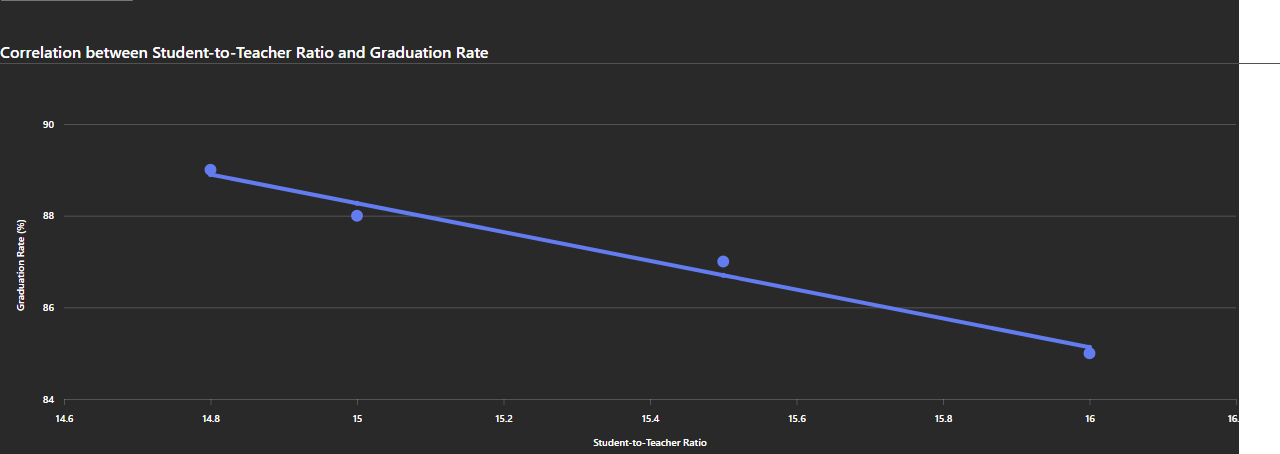 Correlation between Student-to-Teacher Ratio and Graduation Rate
90
88
86
84
Graduation Rate (%)
14.6 14.8 15 15.2 15.4 15.6 15.8 16 16.
Student-to-Teacher Ratio